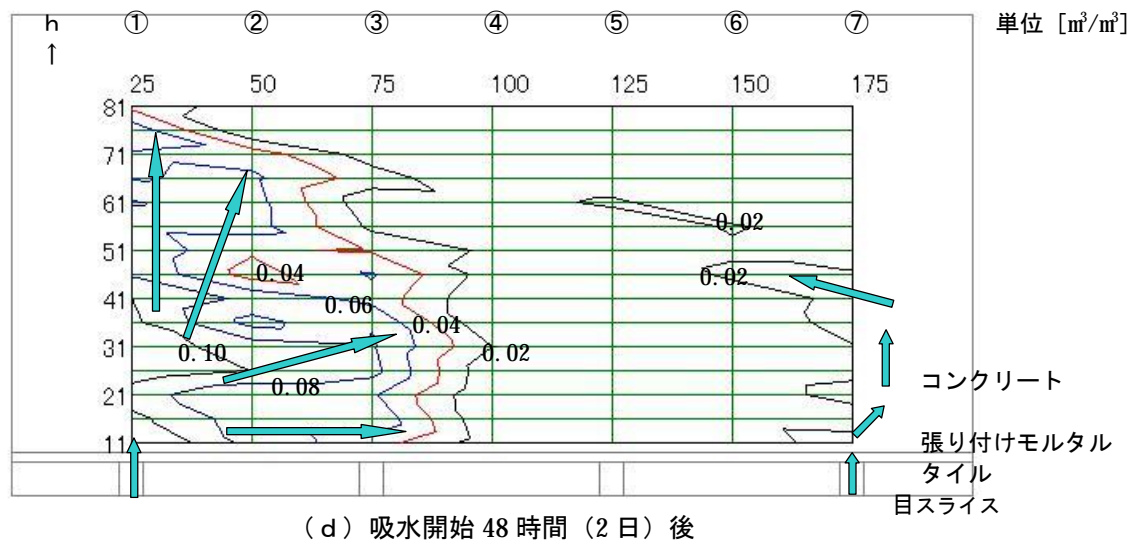 h ① ② ③ ④ ⑤ ⑥ ⑦ 単位［㎥/㎥］
↑
25 50 75 100 125 150 175
81
71
61
0.02
51
0.04 0.02
41 0.06
0.04
31 0.10 0.02
0.08 コンクリート
21
11 張り付けモルタル
タイル
目スライス
（ｄ）吸水開始 48 時間（2 日）後